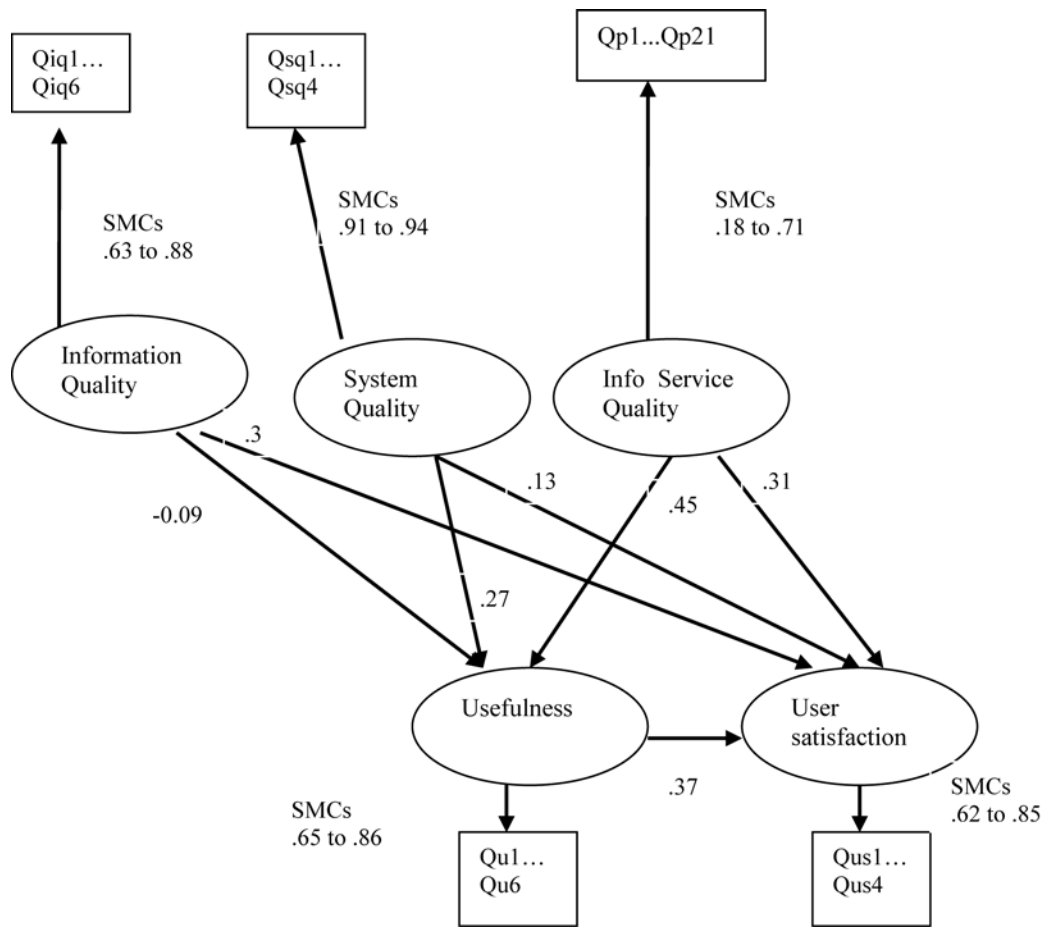 Qiq1…
Qiq6
Qsq1…
Qsq4
Qp1...Qp21
SMCs
.63 to .88
SMCs
.91 to .94
SMCs
.18 to .71
Information
Quality
System
Quality
Info Service
Quality
.3
.13
.45
.31
-0.09
.27
Usefulness
User
satisfaction
.37
SMCs
.65 to .86
SMCs
.62 to .85
Qu1…
Qu6
Qus1…
Qus4